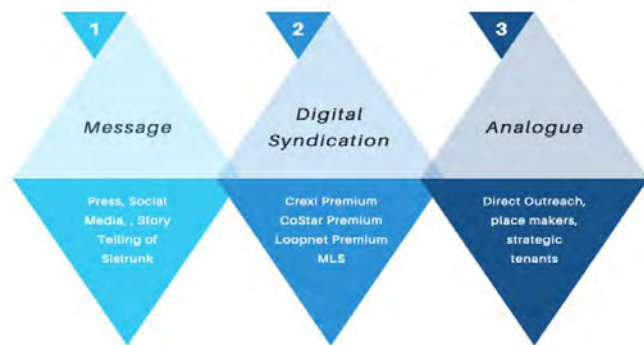 1
Message
Press, Social
Media, , Story
Telling of
Sistrunk
2
Digital
Syndication
Crexi Premium
CoStar Premium
Loopnet Premium
MLS
3
Analogue
Direct Outreach,
place makers,
strategic
tenants